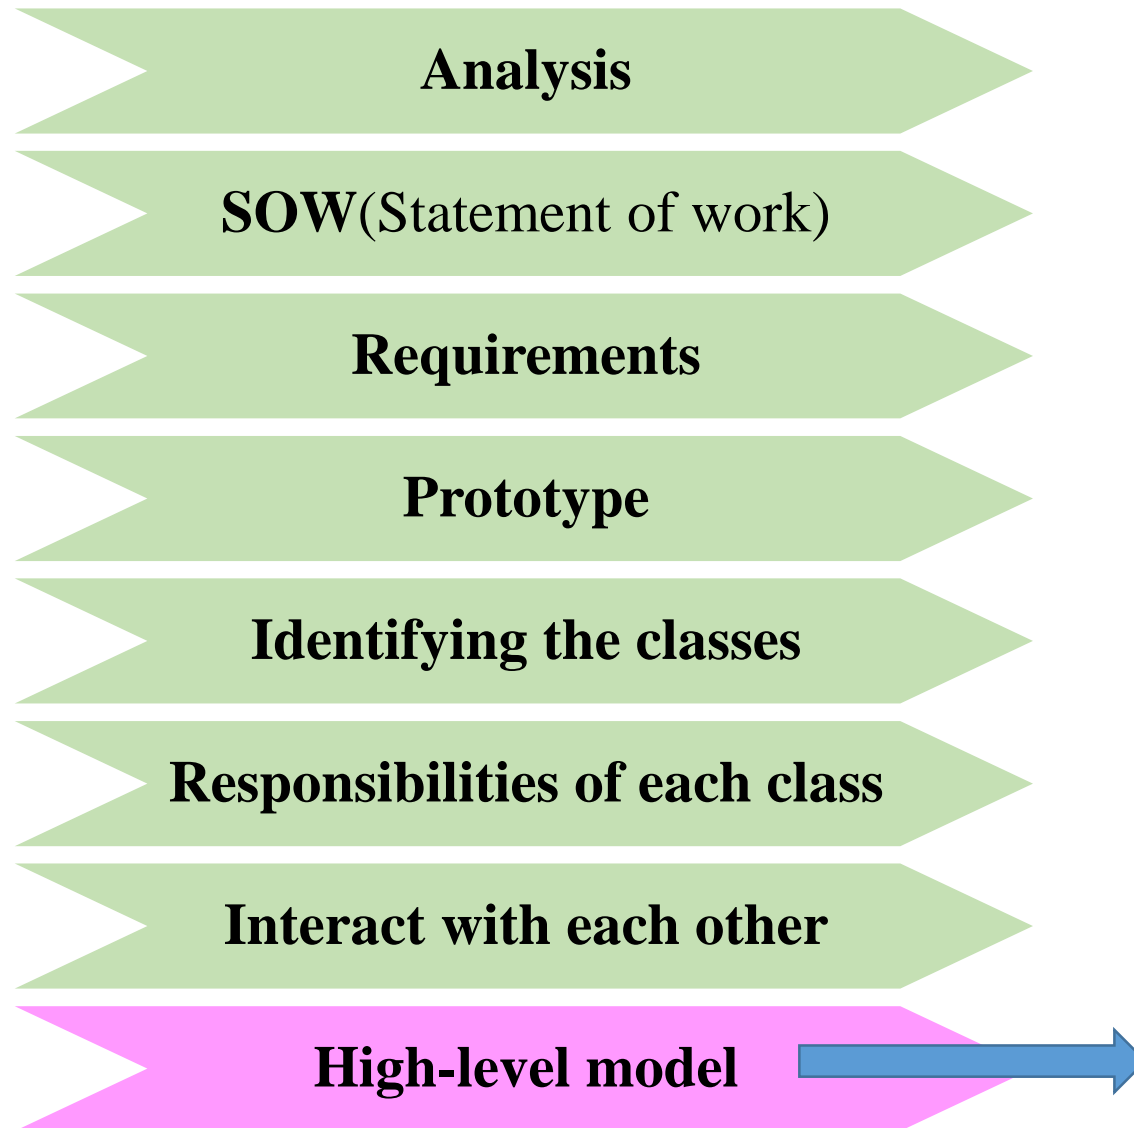 Analysis
SOW(Statement of work)
Requirements
Prototype
Identifying the classes
Responsibilities of each class
Interact with each other
High-level model